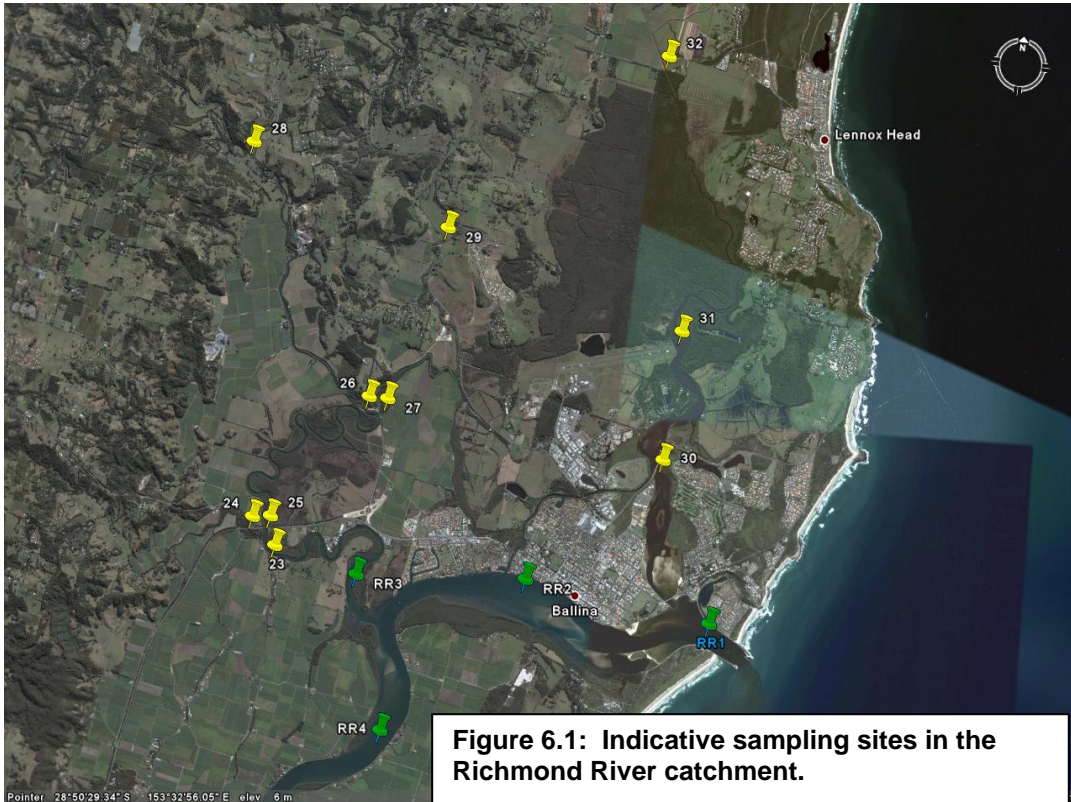 32
N
28
Lennox Head
29
31
26
27
30
24
25
23
RR3
RR2
Ballina
RR1
RR4
Figure 6.1: Indicative sampling sites in the
Richmond River catchment.
Pointer 28°50'29.34" S 153°32'56.05" E elev 6 m